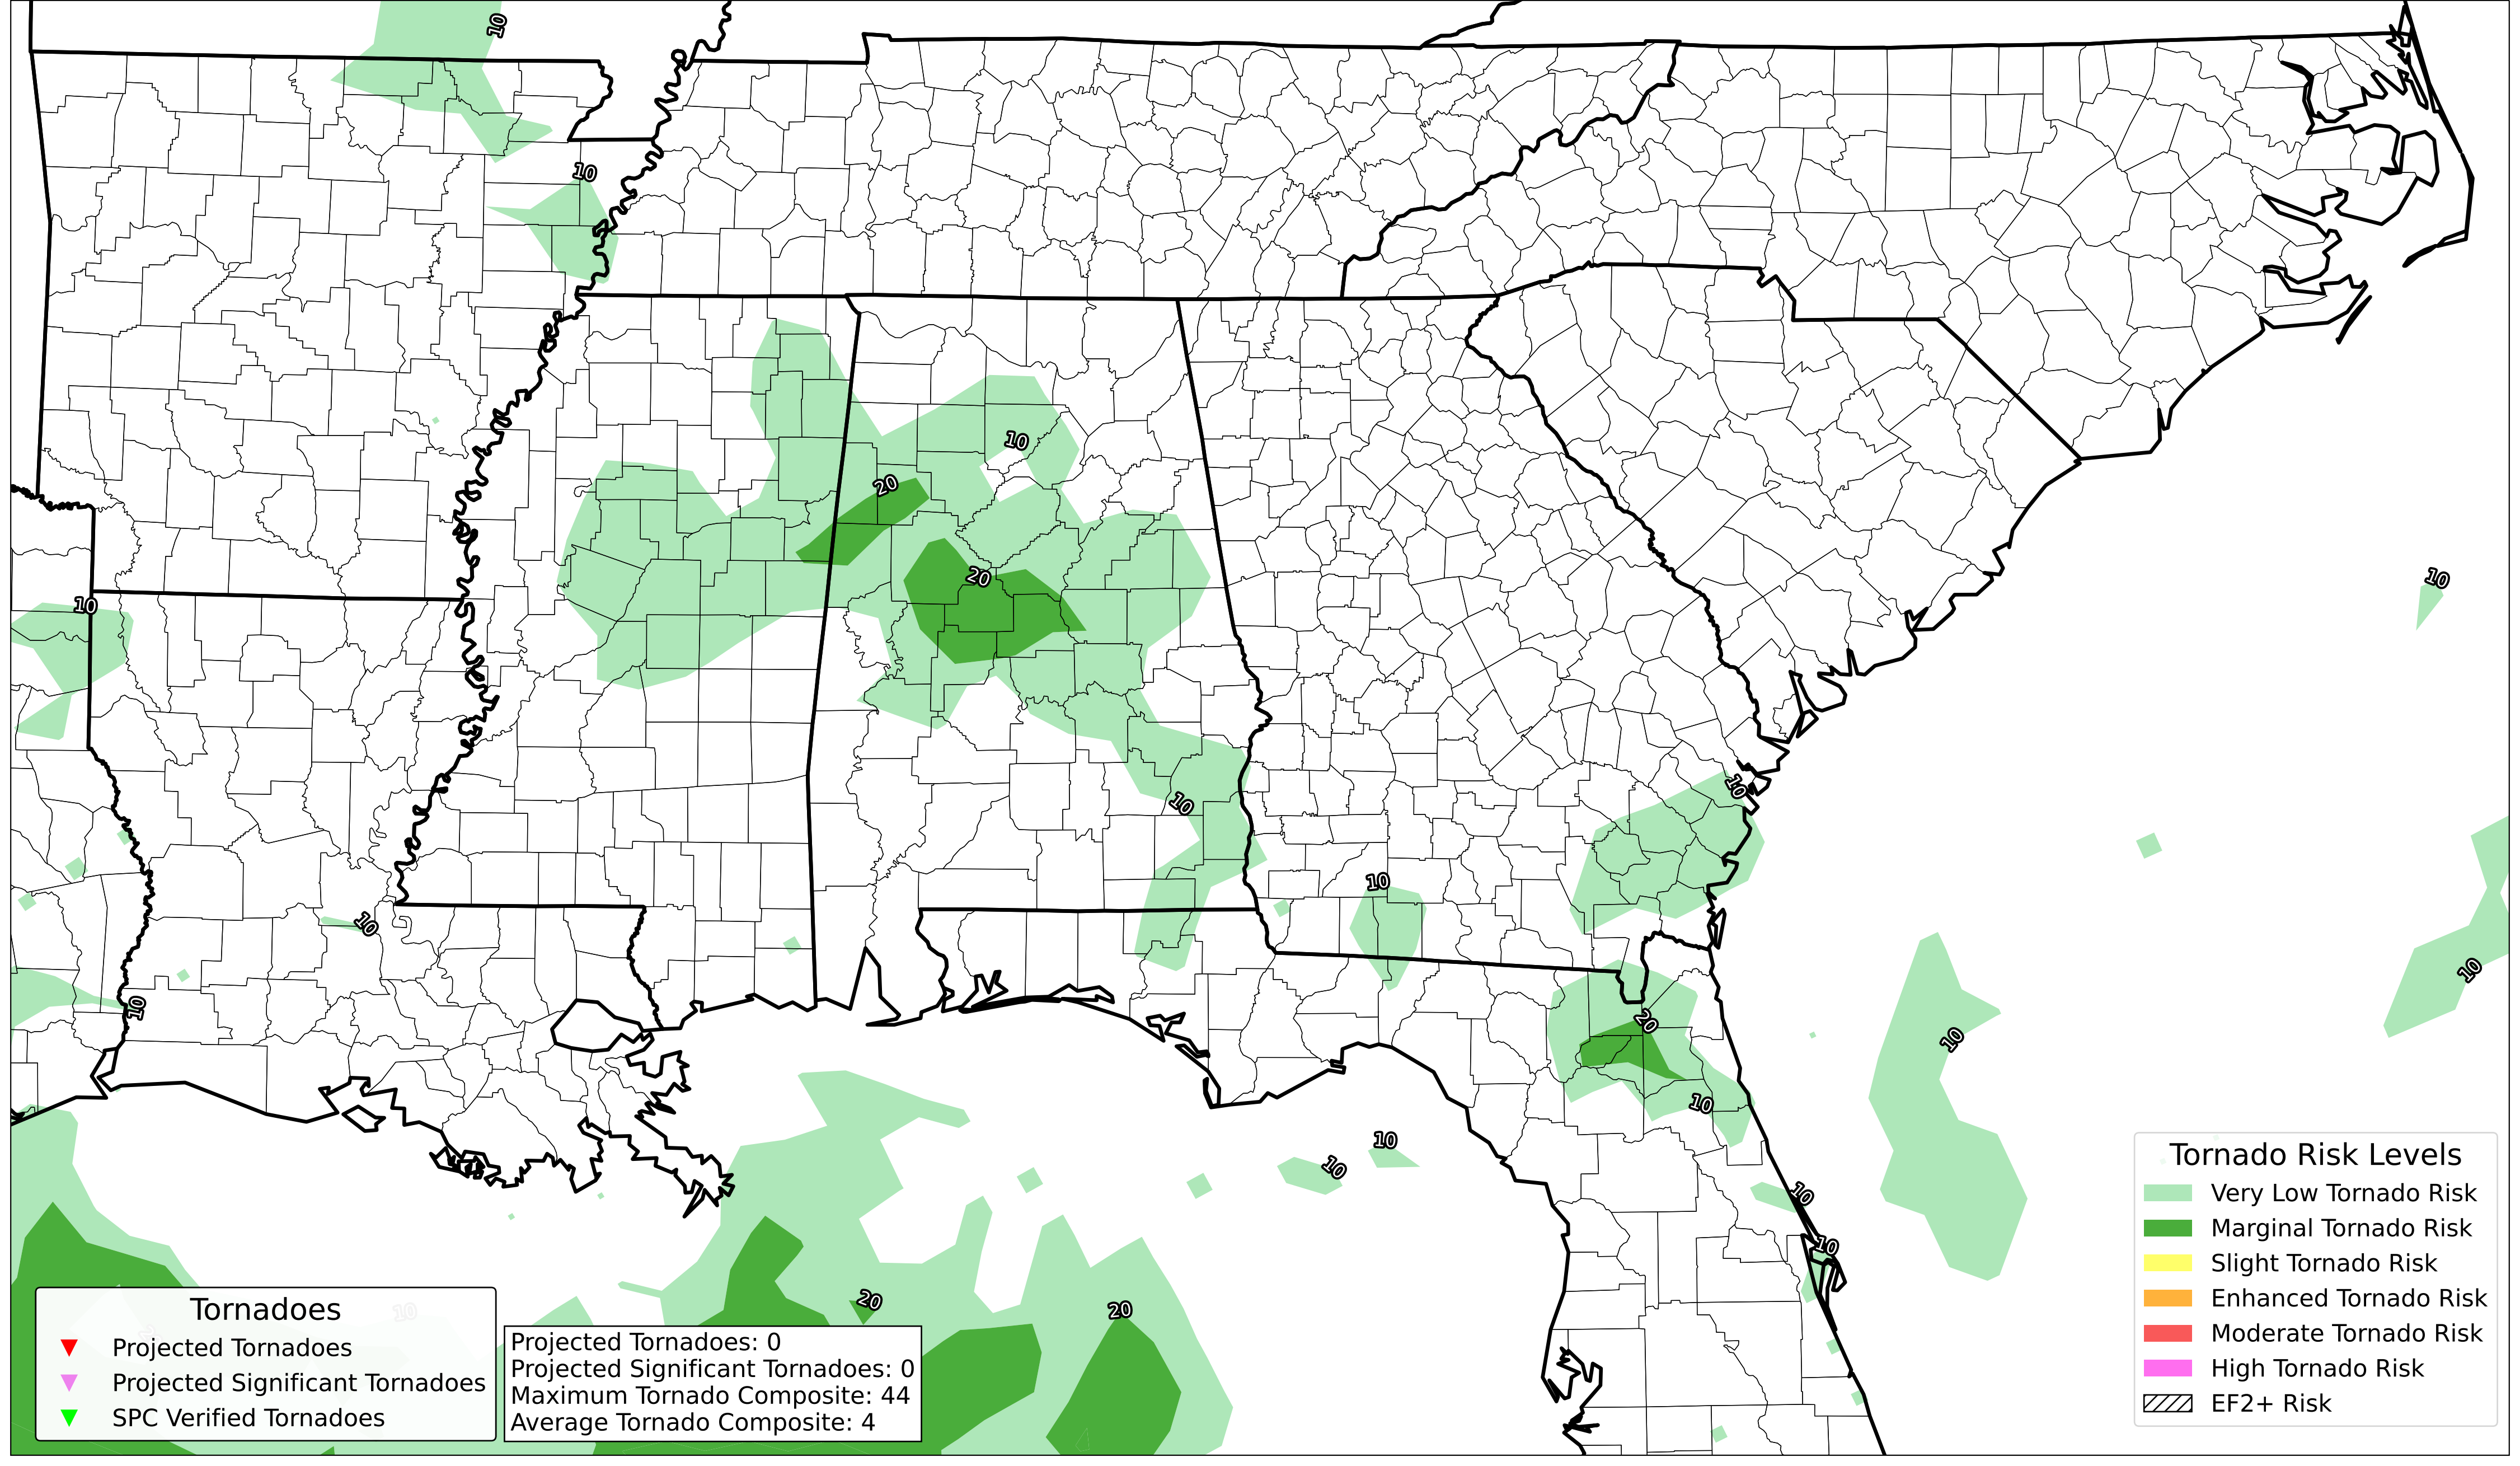 10
10
10
20
20
10
10
10
10
10
10
10
10
20
10
10
10
10
10
10
10
20
20
10
Tornadoes
Projected Tornadoes
Projected Significant Tornadoes
SPC Verified Tornadoes
Projected Tornadoes: 0
Projected Significant Tornadoes: 0
Maximum Tornado Composite: 44
Average Tornado Composite: 4
Tornado Risk Levels
Very Low Tornado Risk
Marginal Tornado Risk
Slight Tornado Risk
Enhanced Tornado Risk
Moderate Tornado Risk
High Tornado Risk
EF2+ Risk